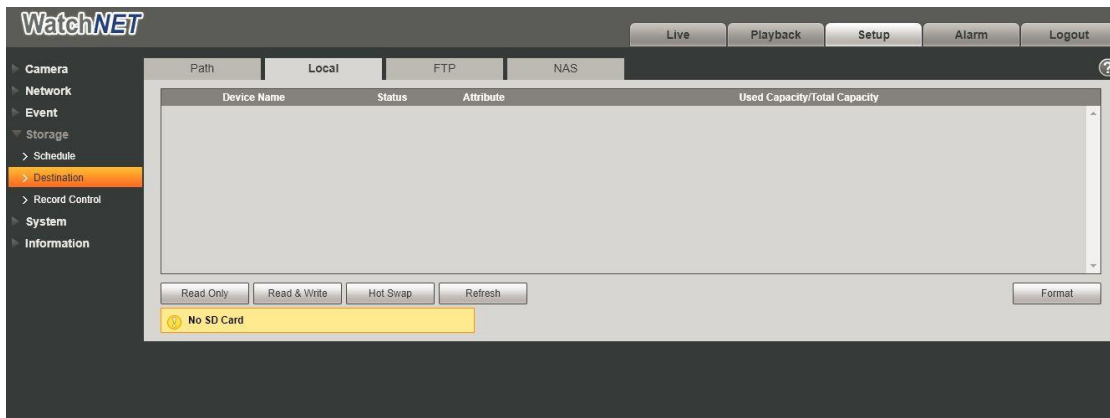 WatchNET
Live Playback Setup Alarm Logout
Camera
Network
Event
Storage
Schedule
Destination
Record Control
System
Information
Path Local FTP NAS
?
Device Name Status Attribute Used Capacity/Total Capacity
Read Only Read & Write Hot Swap Refresh Format
No SD Card